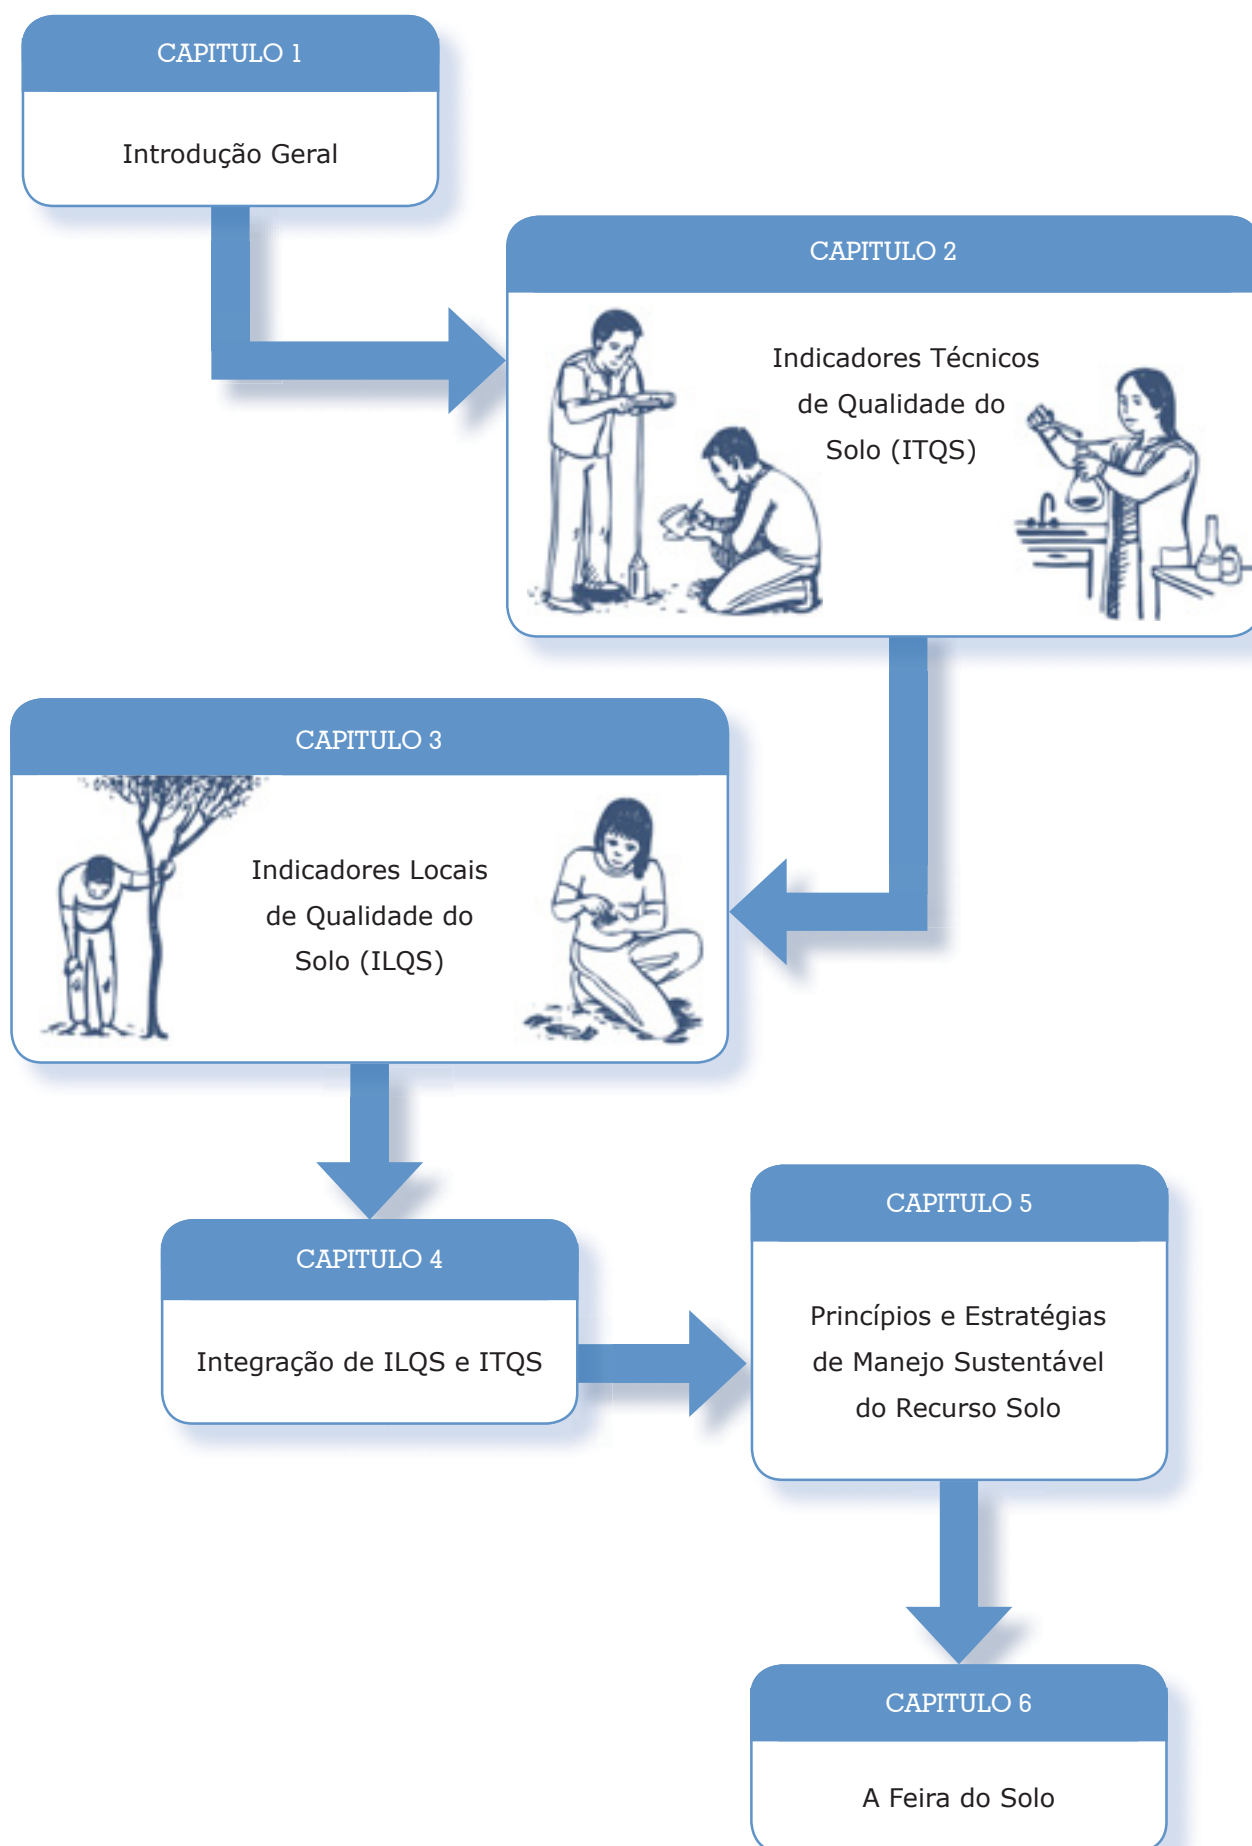 CAPITULO 1
Introdução Geral
CAPITULO 2
Indicadores Técnicos
de Qualidade do
Solo (ITQS)
CAPITULO 3
Indicadores Locais
de Qualidade do
Solo (ILQS)
CAPITULO 4
Integração de ILQS e ITQS
CAPITULO 5
Princípios e Estratégias
de Manejo Sustentável
do Recurso Solo
CAPITULO 6
A Feira do Solo